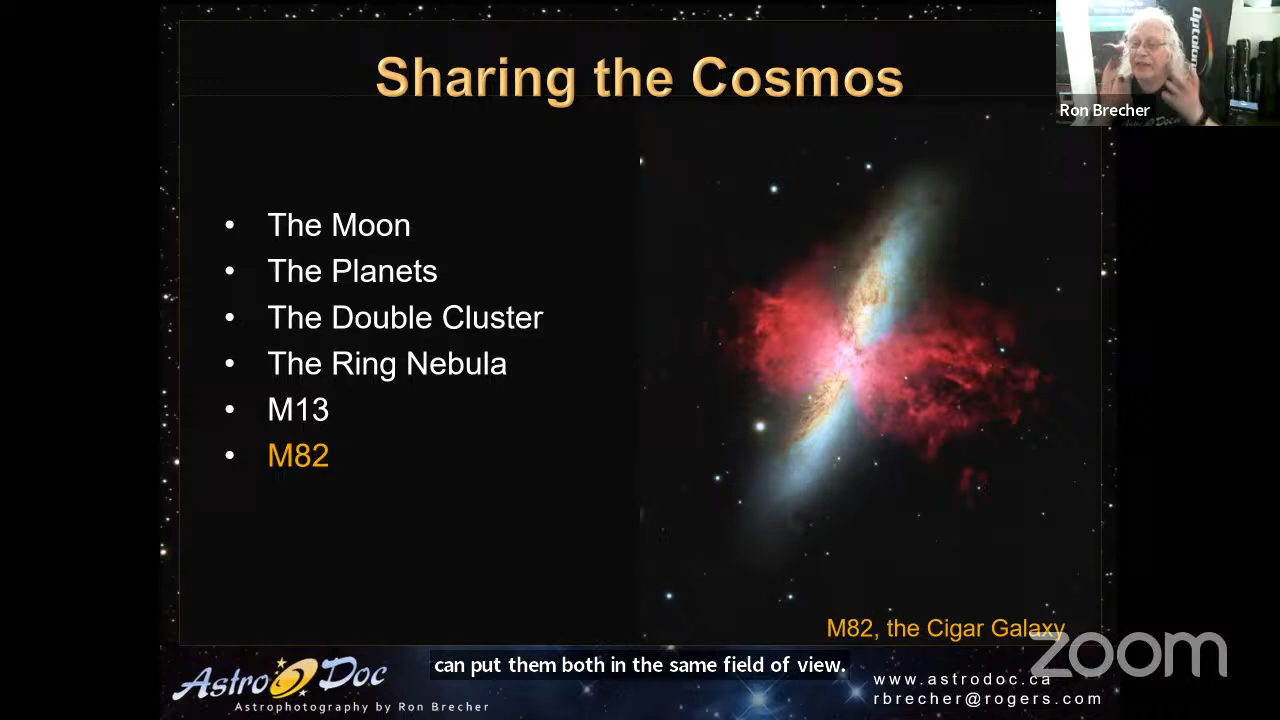 Sharing the Cosmos
Optolong
Ron Brecher
• The Moon
• The Planets
• The Double Cluster
• The Ring Nebula
• M13
• M82
M82, the Cigar Galaxy
zoom
can put them both in the same field of view.
AstroDoc
Astrophotography by Ron Brecher
www.astrodoc.ca
rbrecher@rogers.com